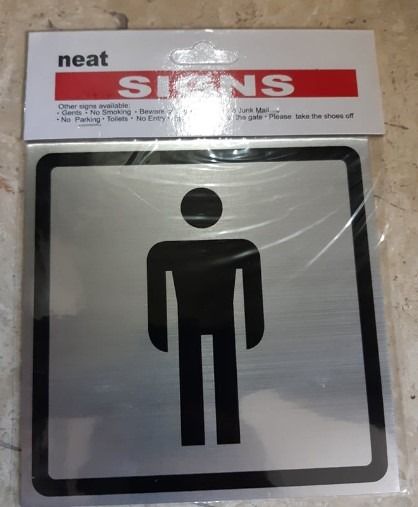 neat
SIGNS
Other signs available:
• Gents • No Smoking • Beware Junk Mail
• No Parking • Toilets • No Entry the gate • Please take the shoes off